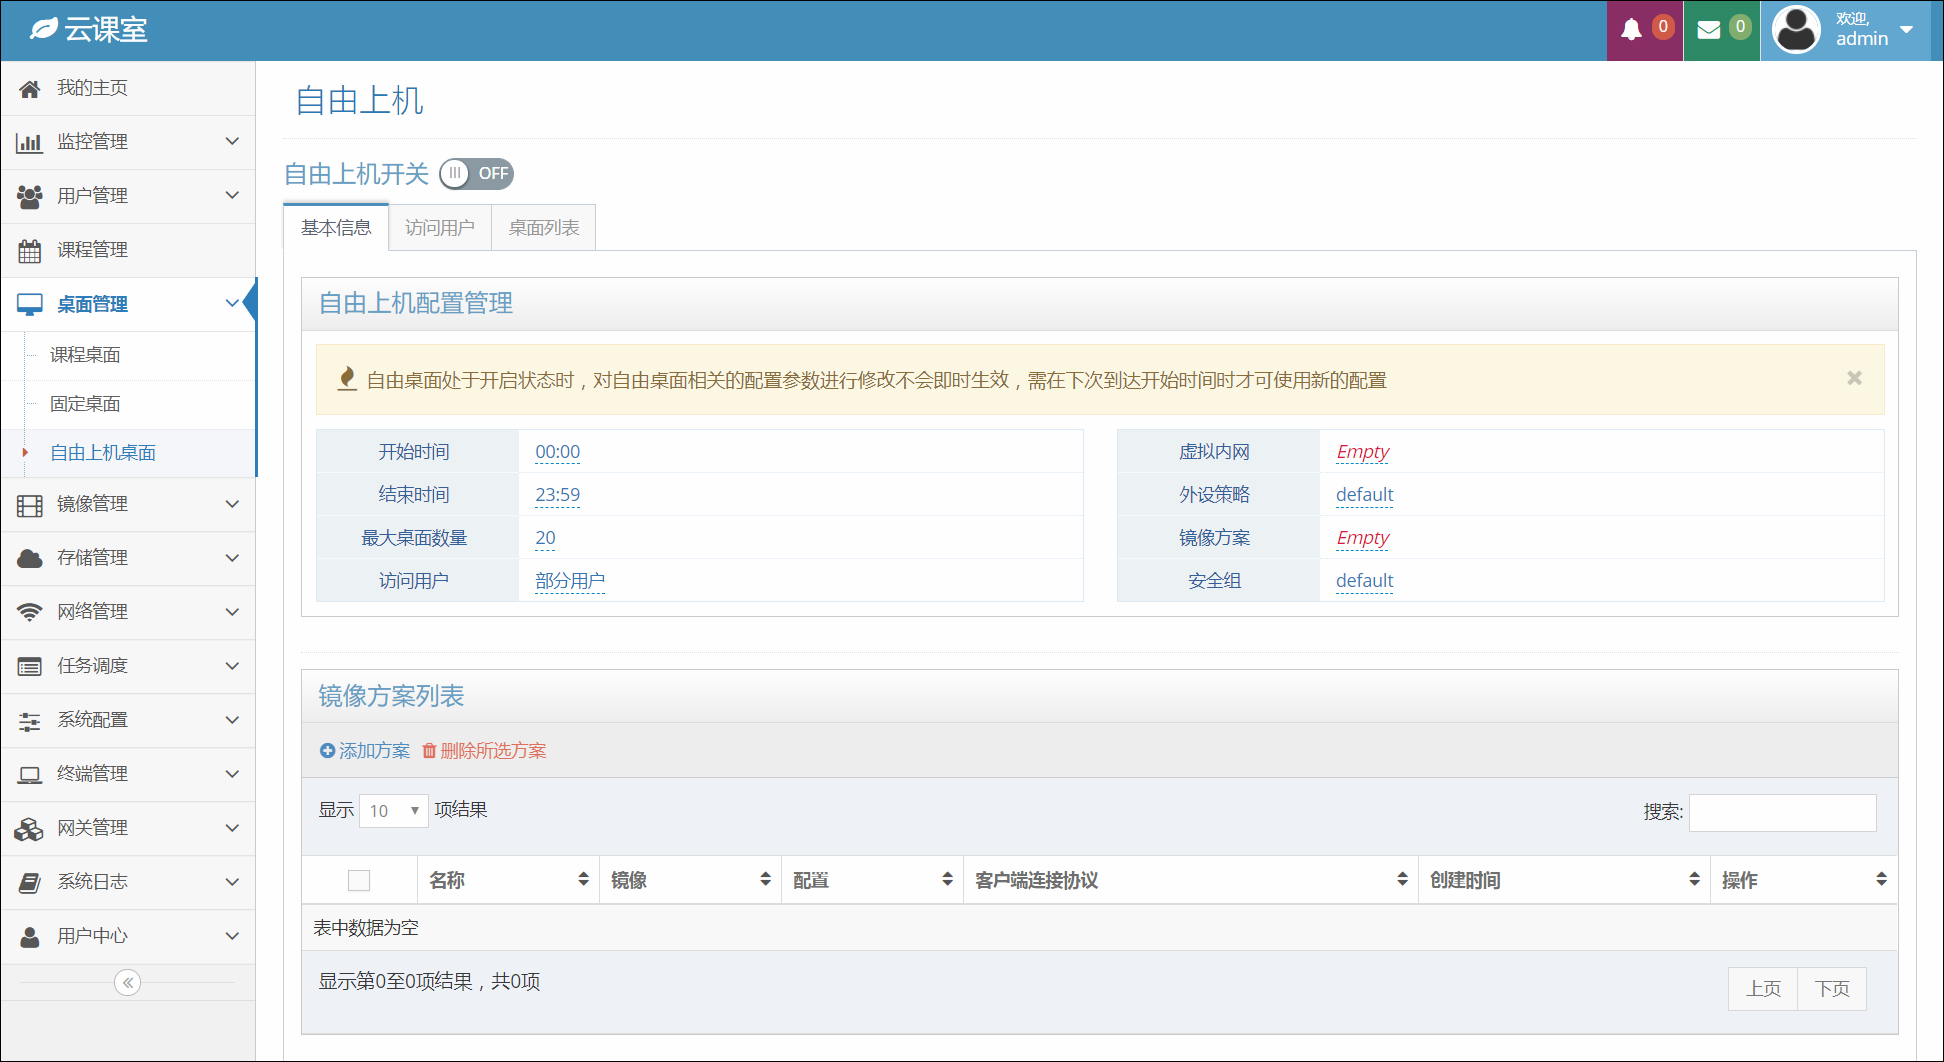 云课室
0
0
欢迎,
admin
我的主页
监控管理
用户管理
课程管理
桌面管理
课程桌面
固定桌面
自由上机桌面
镜像管理
存储管理
网络管理
任务调度
系统配置
终端管理
网关管理
系统日志
用户中心
自由上机
自由上机开关 OFF
基本信息 访问用户 桌面列表
自由上机配置管理
自由桌面处于开启状态时，对自由桌面相关的配置参数进行修改不会即时生效，需在下次到达开始时间时才可使用新的配置
开始时间 00:00
结束时间 23:59
最大桌面数量 20
访问用户 部分用户
虚拟内网 Empty
外设策略 default
镜像方案 Empty
安全组 default
镜像方案列表
添加方案 删除所选方案
显示 10 项结果
搜索:
名称 镜像 配置 客户端连接协议 创建时间 操作
表中数据为空
显示第0至0项结果，共0项
上页 下页